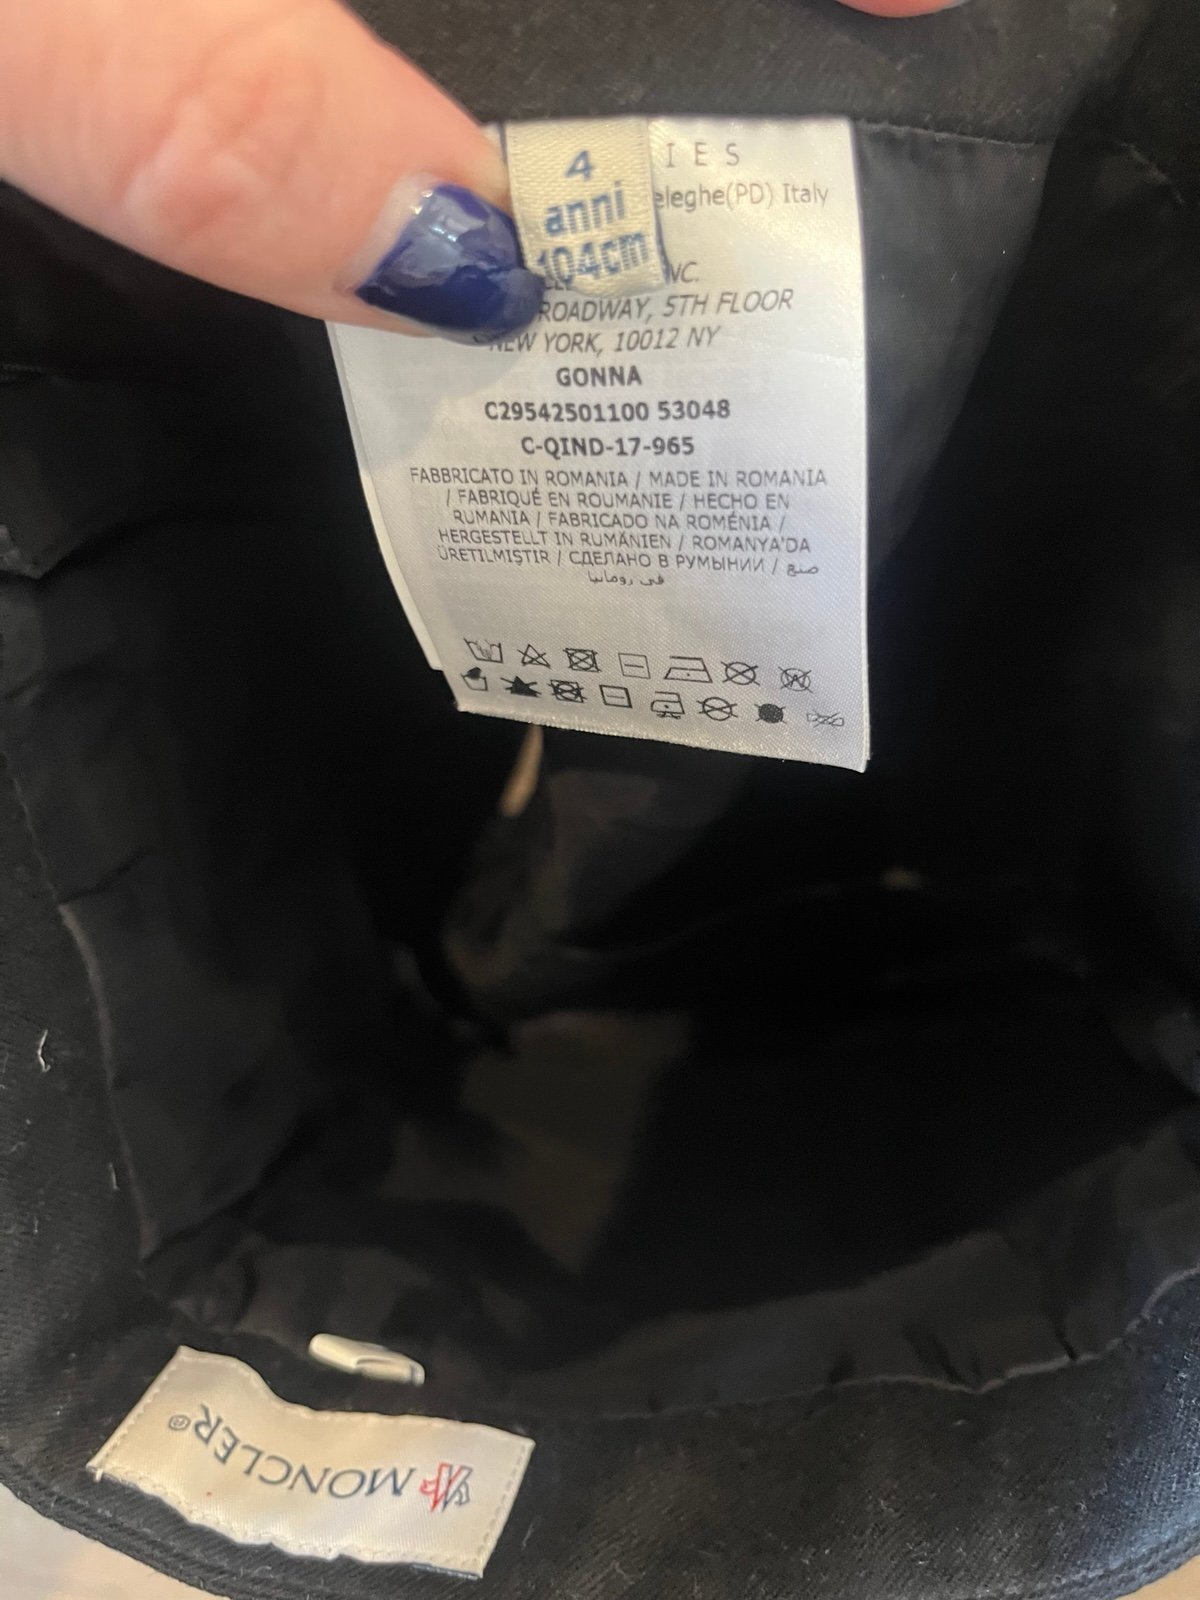 4
anni
104cm
IES
eleghe(PD) Italy
NC.
ROADWAY, 5TH FLOOR
NEW YORK, 10012 NY
GONNA
C29542501100 53048
C-QIND-17-965
FABBRICATO IN ROMANIA / MADE IN ROMANIA
/ FABRIQUÉ EN ROUMANIE / HECHO EN
RUMANIA / FABRICADO NA ROMÉNIA /
HERGESTELLT IN RUMÄNIEN / ROMANYA'DA
ÜRETILMIŞTIR / СДЕЛАНО В РУМЫНИИ / صنع
في رومانيا
MONCLER®